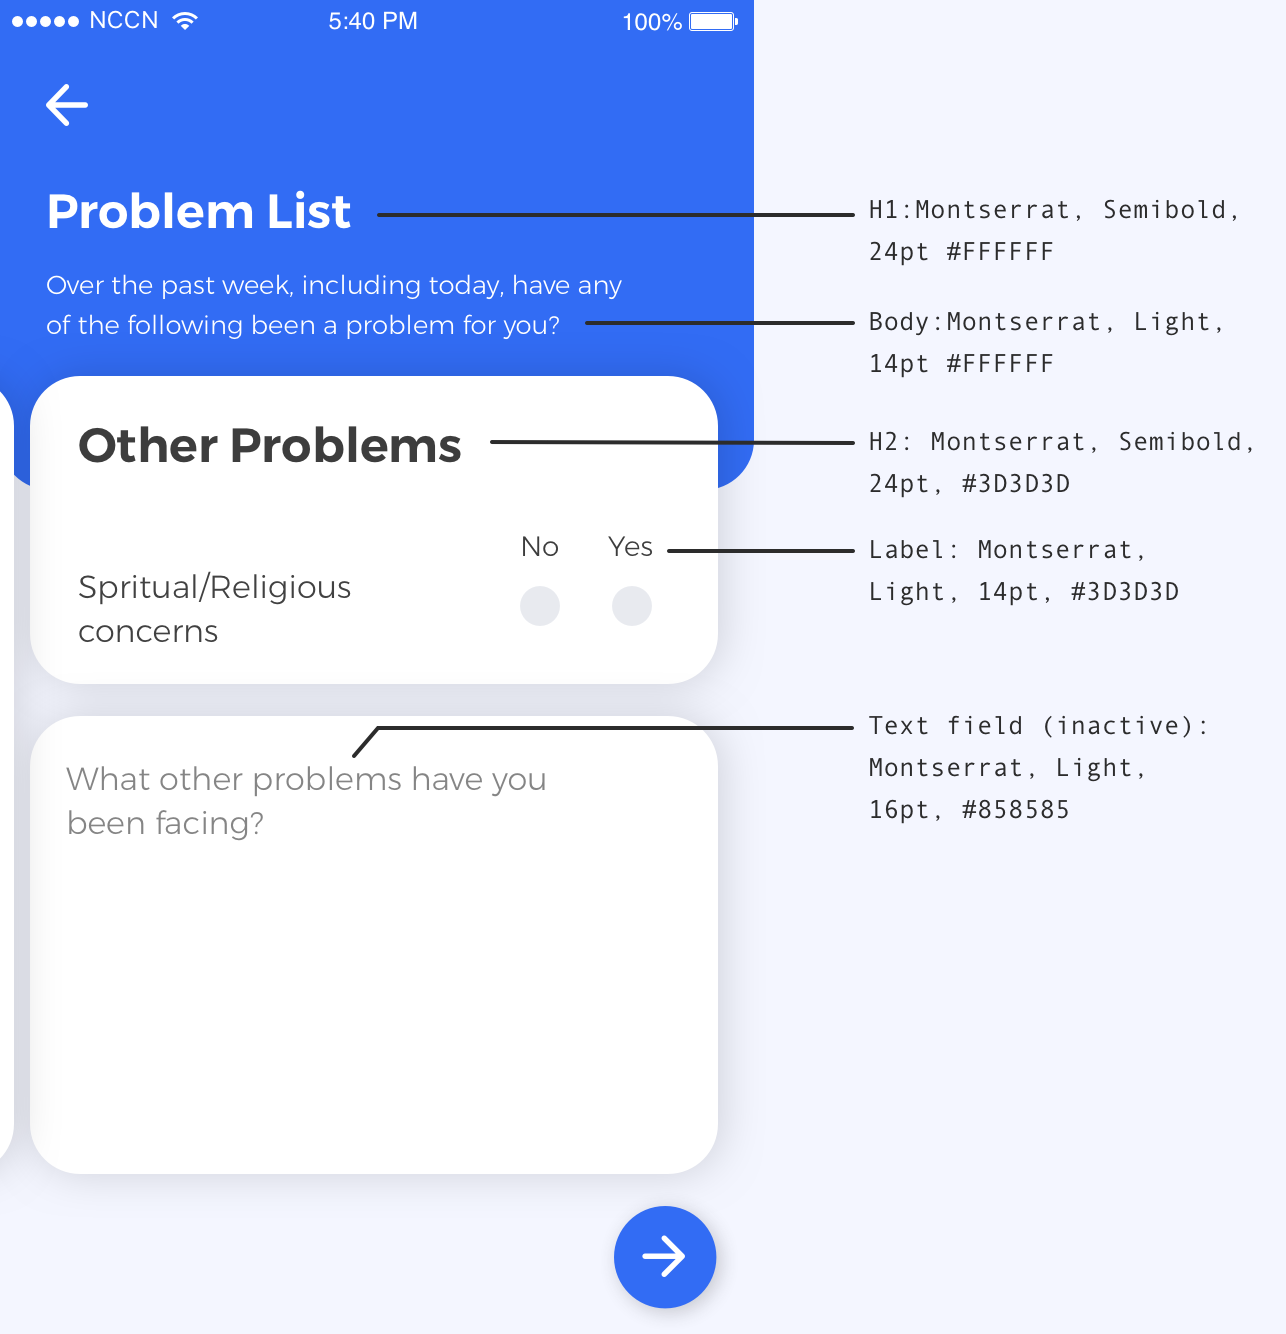 NCCN 5:40 PM 100%
Problem List
H1:Montserrat, Semibold,
24pt #FFFFFF
Over the past week, including today, have any
of the following been a problem for you?
Body:Montserrat, Light,
14pt #FFFFFF
Other Problems
H2: Montserrat, Semibold,
24pt, #3D3D3D
No Yes
Label: Montserrat,
Light, 14pt, #3D3D3D
Spritual/Religious
concerns
Text field (inactive):
Montserrat, Light,
16pt, #858585
What other problems have you
been facing?